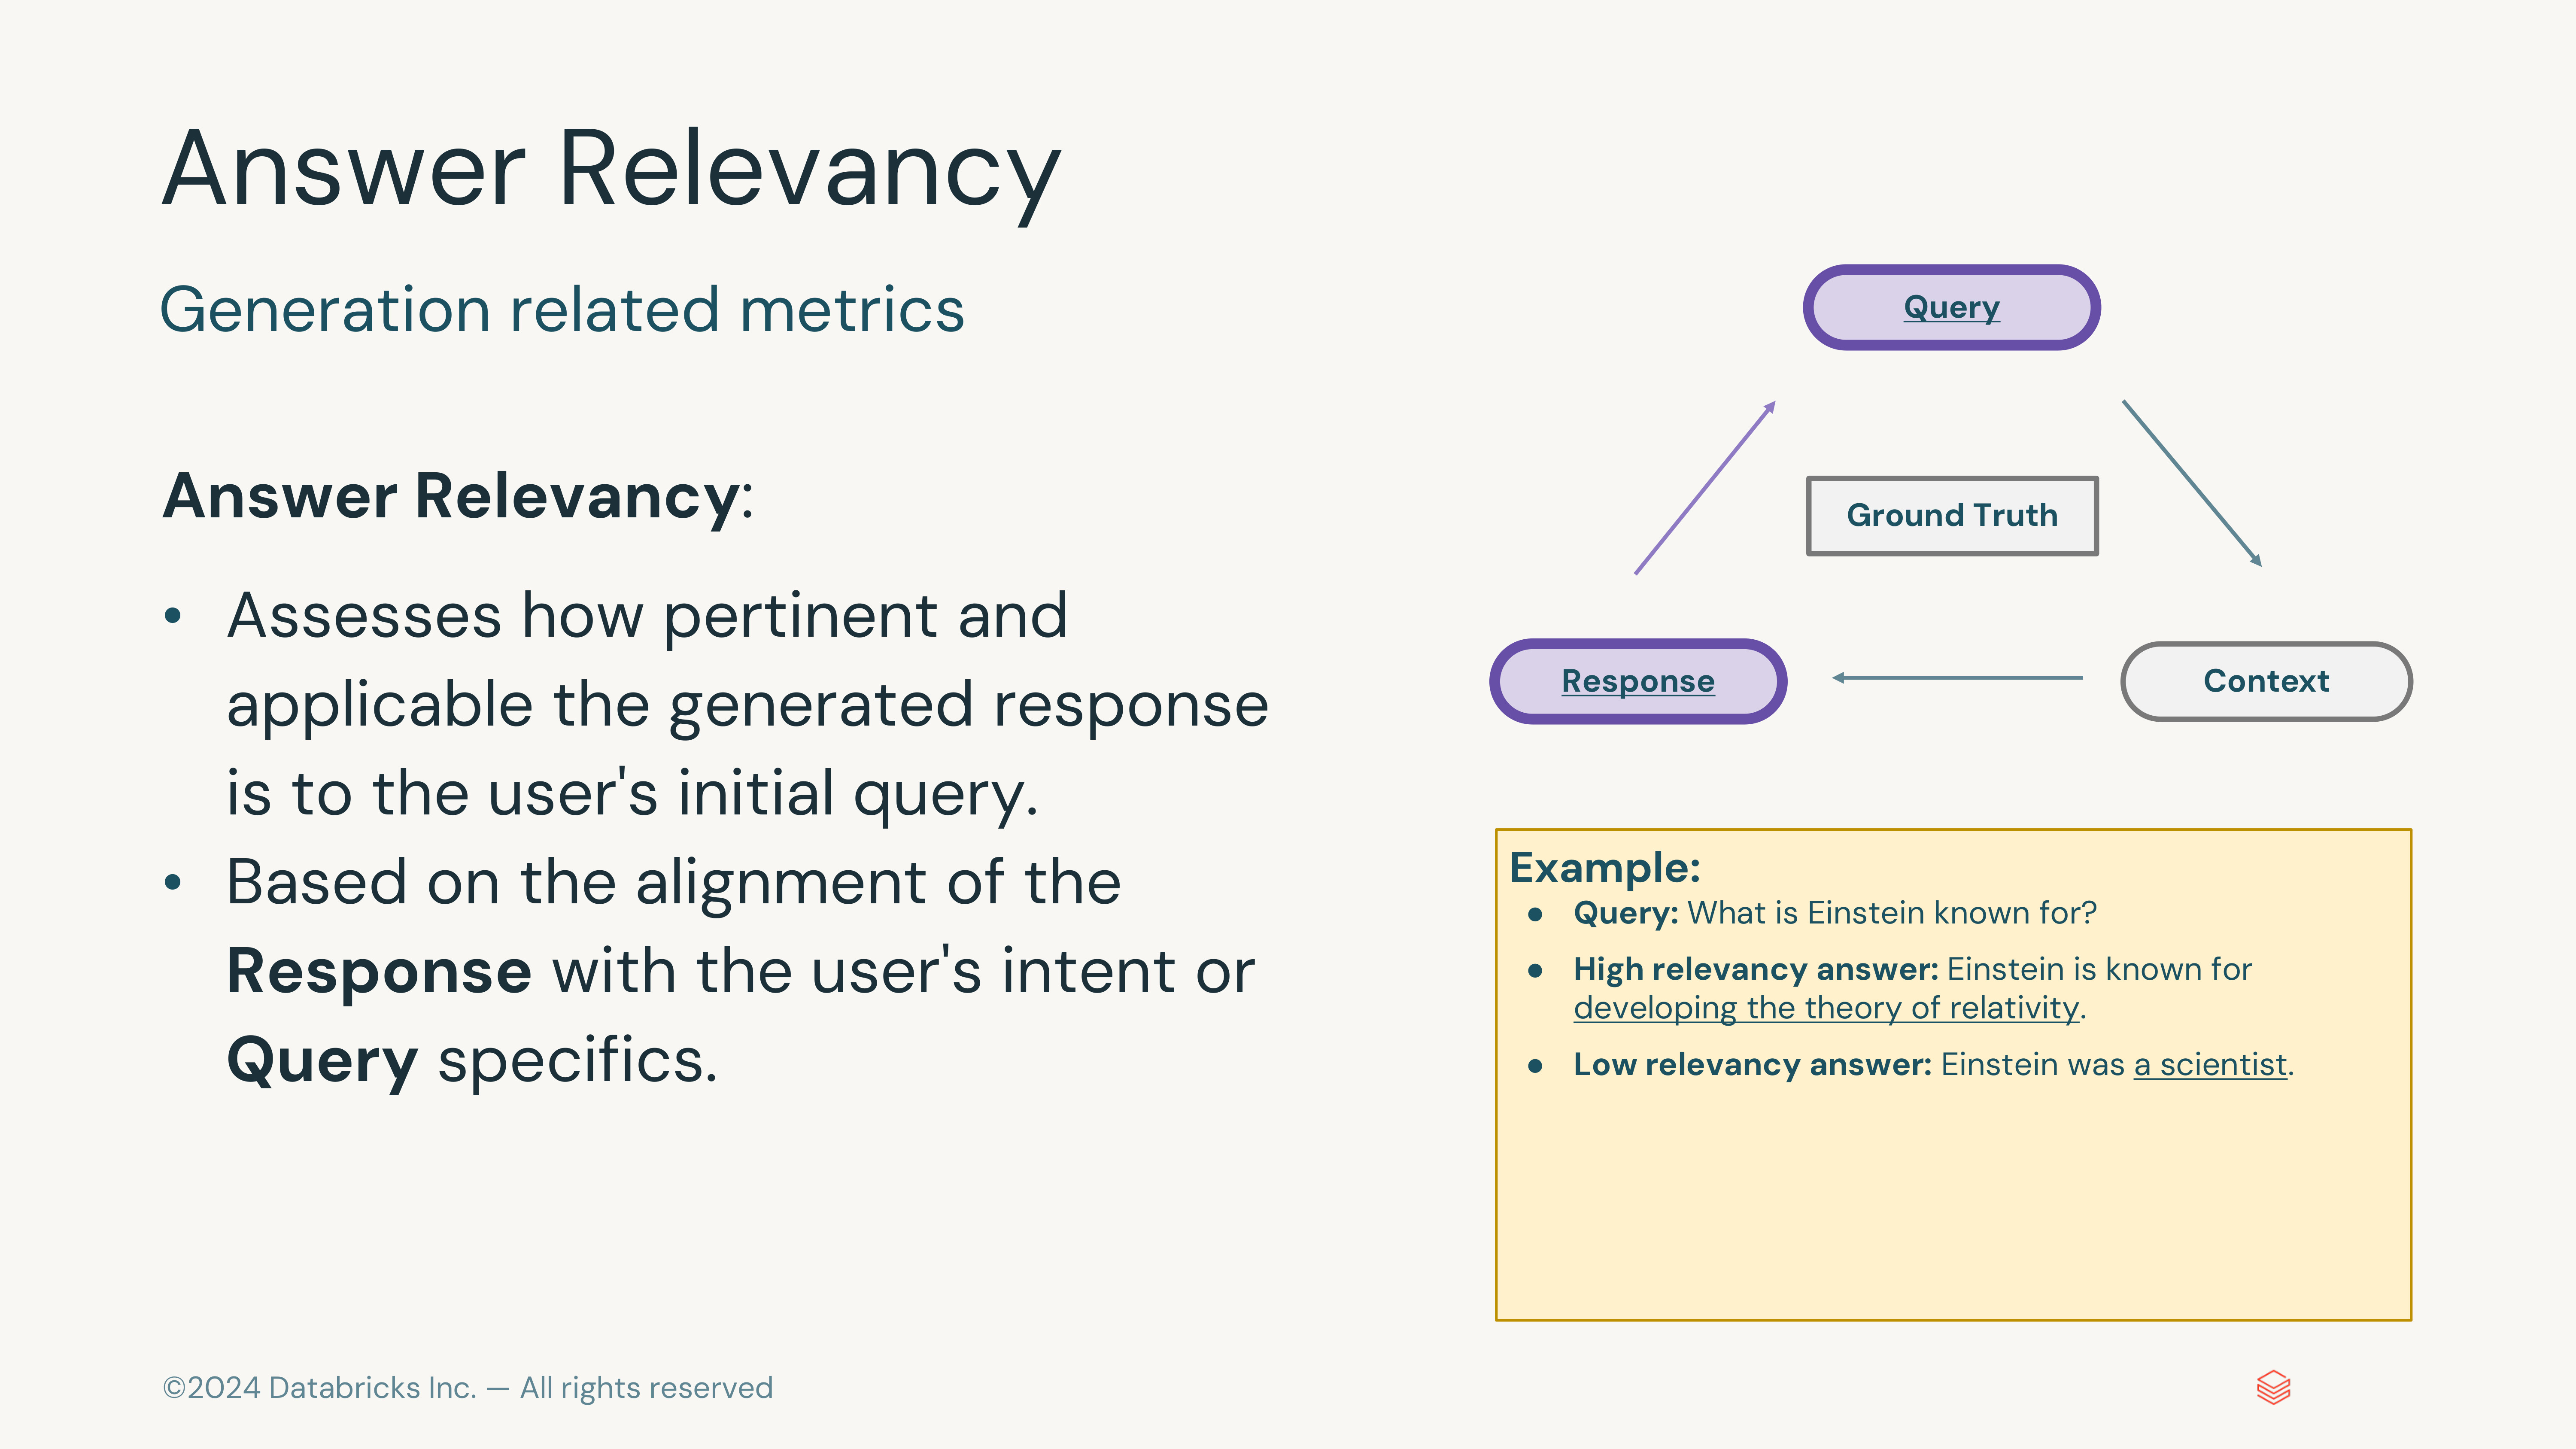 Answer Relevancy
Generation related metrics
Answer Relevancy:
• Assesses how pertinent and
applicable the generated response
is to the user's initial query.
• Based on the alignment of the
Response with the user's intent or
Query specifics.
Query
Ground Truth
Response
Context
Example:
● Query: What is Einstein known for?
● High relevancy answer: Einstein is known for
developing the theory of relativity.
● Low relevancy answer: Einstein was a scientist.
©2024 Databricks Inc. — All rights reserved